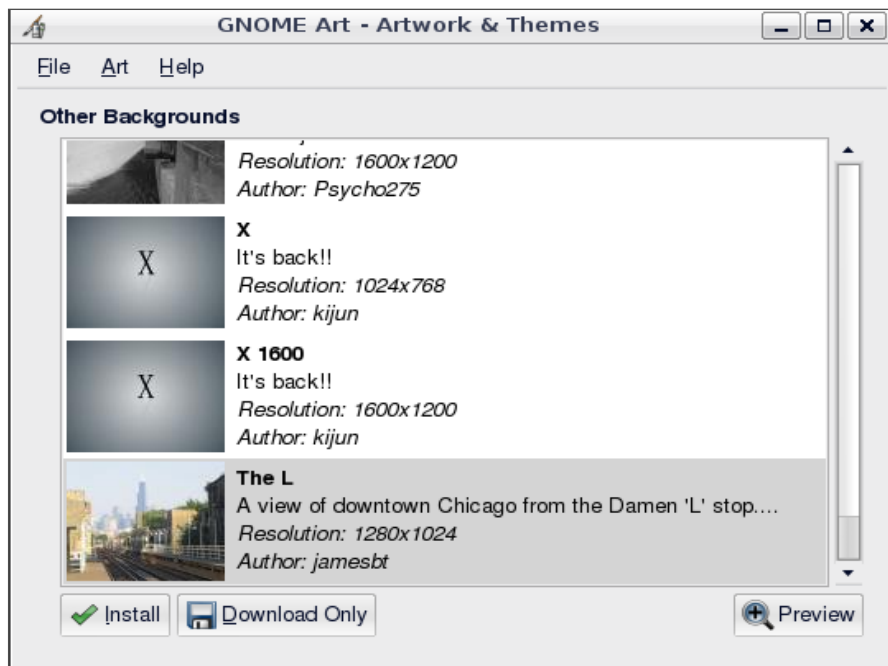 GNOME Art - Artwork & Themes
File Art Help
Other Backgrounds
Resolution: 1600x1200
Author: Psycho275
X
X
It's back!!
Resolution: 1024x768
Author: kijun
X
X 1600
It's back!!
Resolution: 1600x1200
Author: kijun
The L
A view of downtown Chicago from the Damen 'L' stop....
Resolution: 1280x1024
Author: jamesbt
Install Download Only Preview